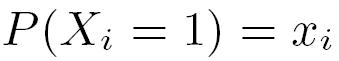 P(X_i = 1) = x_i